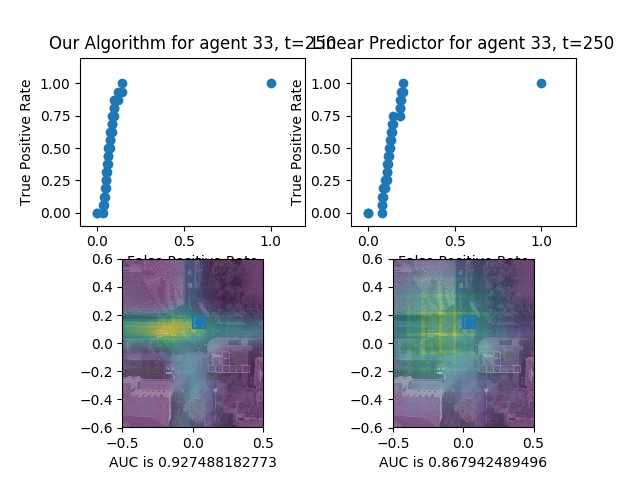 Our Algorithm for agent 33, t=250
Linear Predictor for agent 33, t=250
True Positive Rate
1.00
0.75
0.50
0.25
0.00
0.0 0.5 1.0
False Positive Rate
True Positive Rate
1.00
0.75
0.50
0.25
0.00
0.0 0.5 1.0
False Positive Rate
0.6
0.4
0.2
0.0
−0.2
−0.4
−0.6
−0.5 0.0 0.5
AUC is 0.927488182773
0.6
0.4
0.2
0.0
−0.2
−0.4
−0.6
−0.5 0.0 0.5
AUC is 0.867942489496